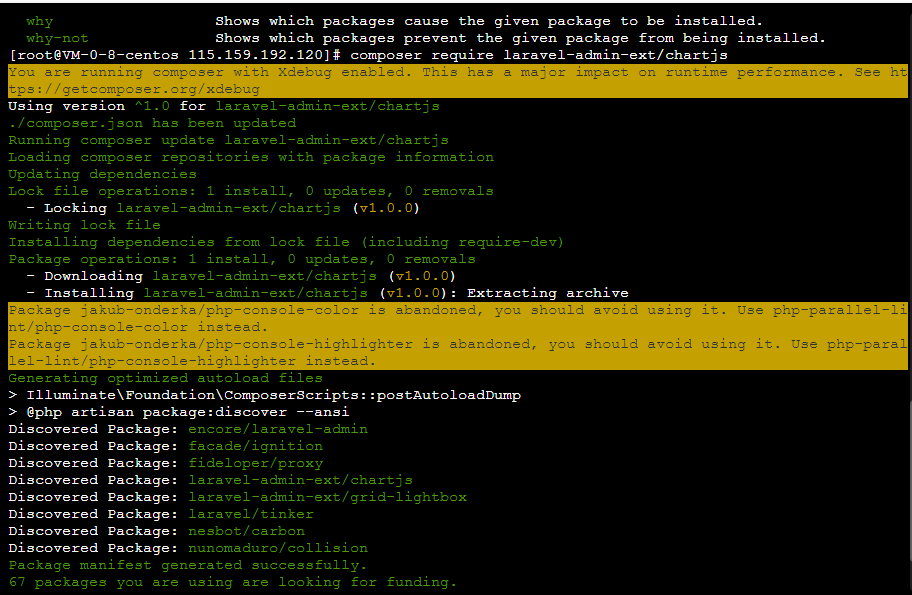 why Shows which packages cause the given package to be installed.
why-not Shows which packages prevent the given package from being installed.
[root@VM-0-8-centos 115.159.192.120]# composer require laravel-admin-ext/chartjs
You are running composer with Xdebug enabled. This has a major impact on runtime performance. See ht
tps://getcomposer.org/xdebug
Using version ^1.0 for laravel-admin-ext/chartjs
./composer.json has been updated
Running composer update laravel-admin-ext/chartjs
Loading composer repositories with package information
Updating dependencies
Lock file operations: 1 install, 0 updates, 0 removals
  - Locking laravel-admin-ext/chartjs (v1.0.0)
Writing lock file
Installing dependencies from lock file (including require-dev)
Package operations: 1 install, 0 updates, 0 removals
  - Downloading laravel-admin-ext/chartjs (v1.0.0)
  - Installing laravel-admin-ext/chartjs (v1.0.0): Extracting archive
Package jakub-onderka/php-console-color is abandoned, you should avoid using it. Use php-parallel-li
nt/php-console-color instead.
Package jakub-onderka/php-console-highlighter is abandoned, you should avoid using it. Use php-paral
lel-lint/php-console-highlighter instead.
Generating optimized autoload files
> Illuminate\Foundation\ComposerScripts::postAutoloadDump
> @php artisan package:discover --ansi
Discovered Package: encore/laravel-admin
Discovered Package: facade/ignition
Discovered Package: fideloper/proxy
Discovered Package: laravel-admin-ext/chartjs
Discovered Package: laravel-admin-ext/grid-lightbox
Discovered Package: laravel/tinker
Discovered Package: nesbot/carbon
Discovered Package: nunomaduro/collision
Package manifest generated successfully.
67 packages you are using are looking for funding.